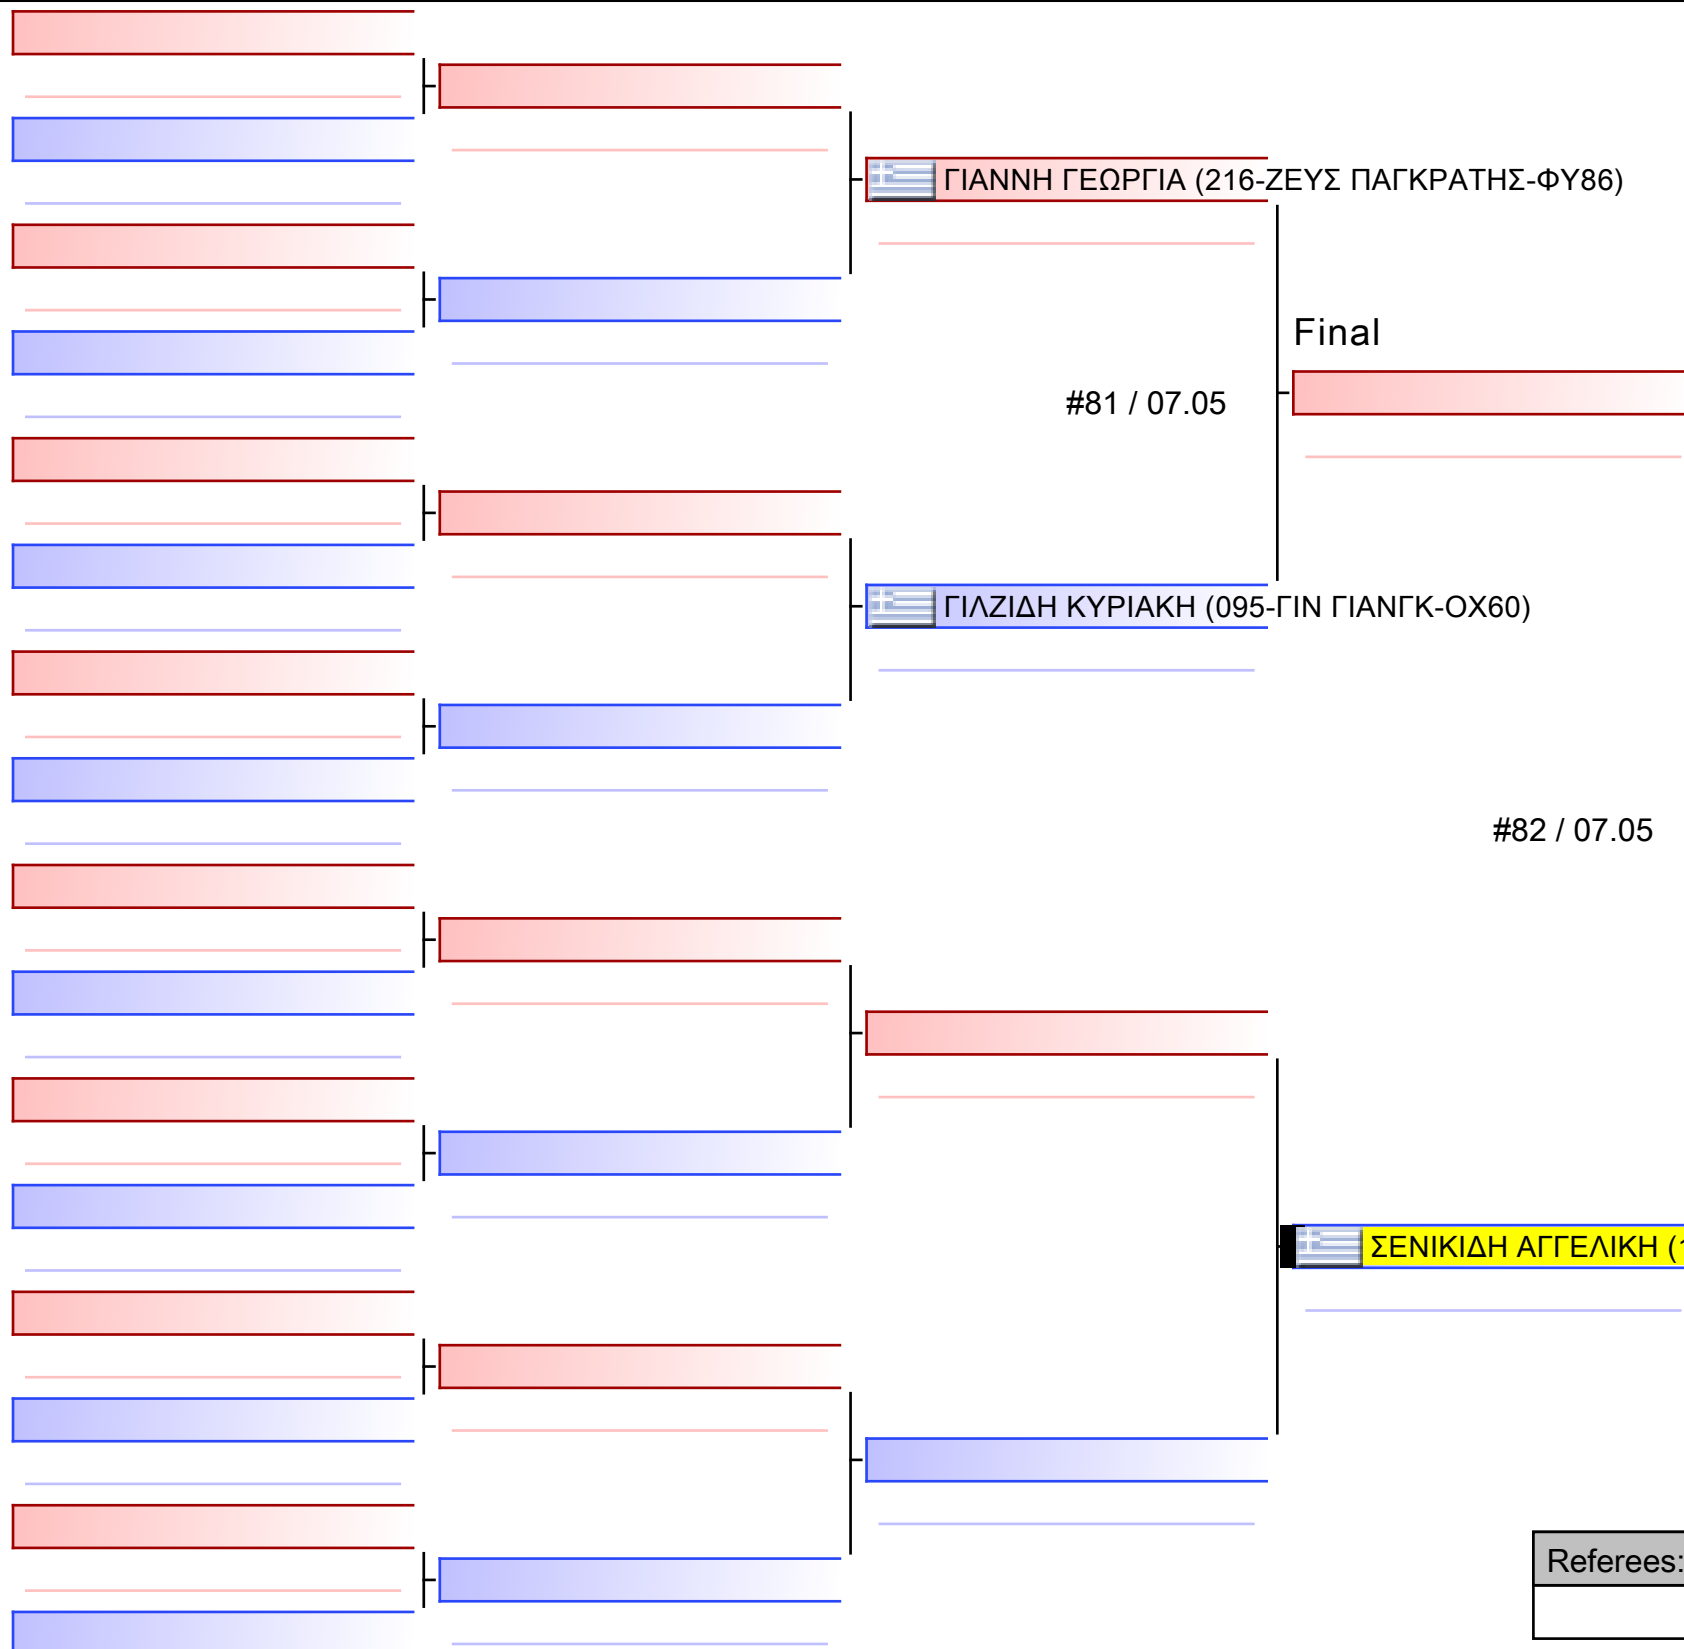 ΓΙΑΝΝΗ ΓΕΩΡΓΙΑ (216-ΖΕΥΣ ΠΑΓΚΡΑΤΗΣ-ΦΥ86)
Final
#81 / 07.05
ΓΙΛΖΙΔΗ ΚΥΡΙΑΚΗ (095-ΓΙΝ ΓΙΑΝΓΚ-ΟΧ60)
#82 / 07.05
ΣΕΝΙΚΙΔΗ ΑΓΓΕΛΙΚΗ (
Referees: